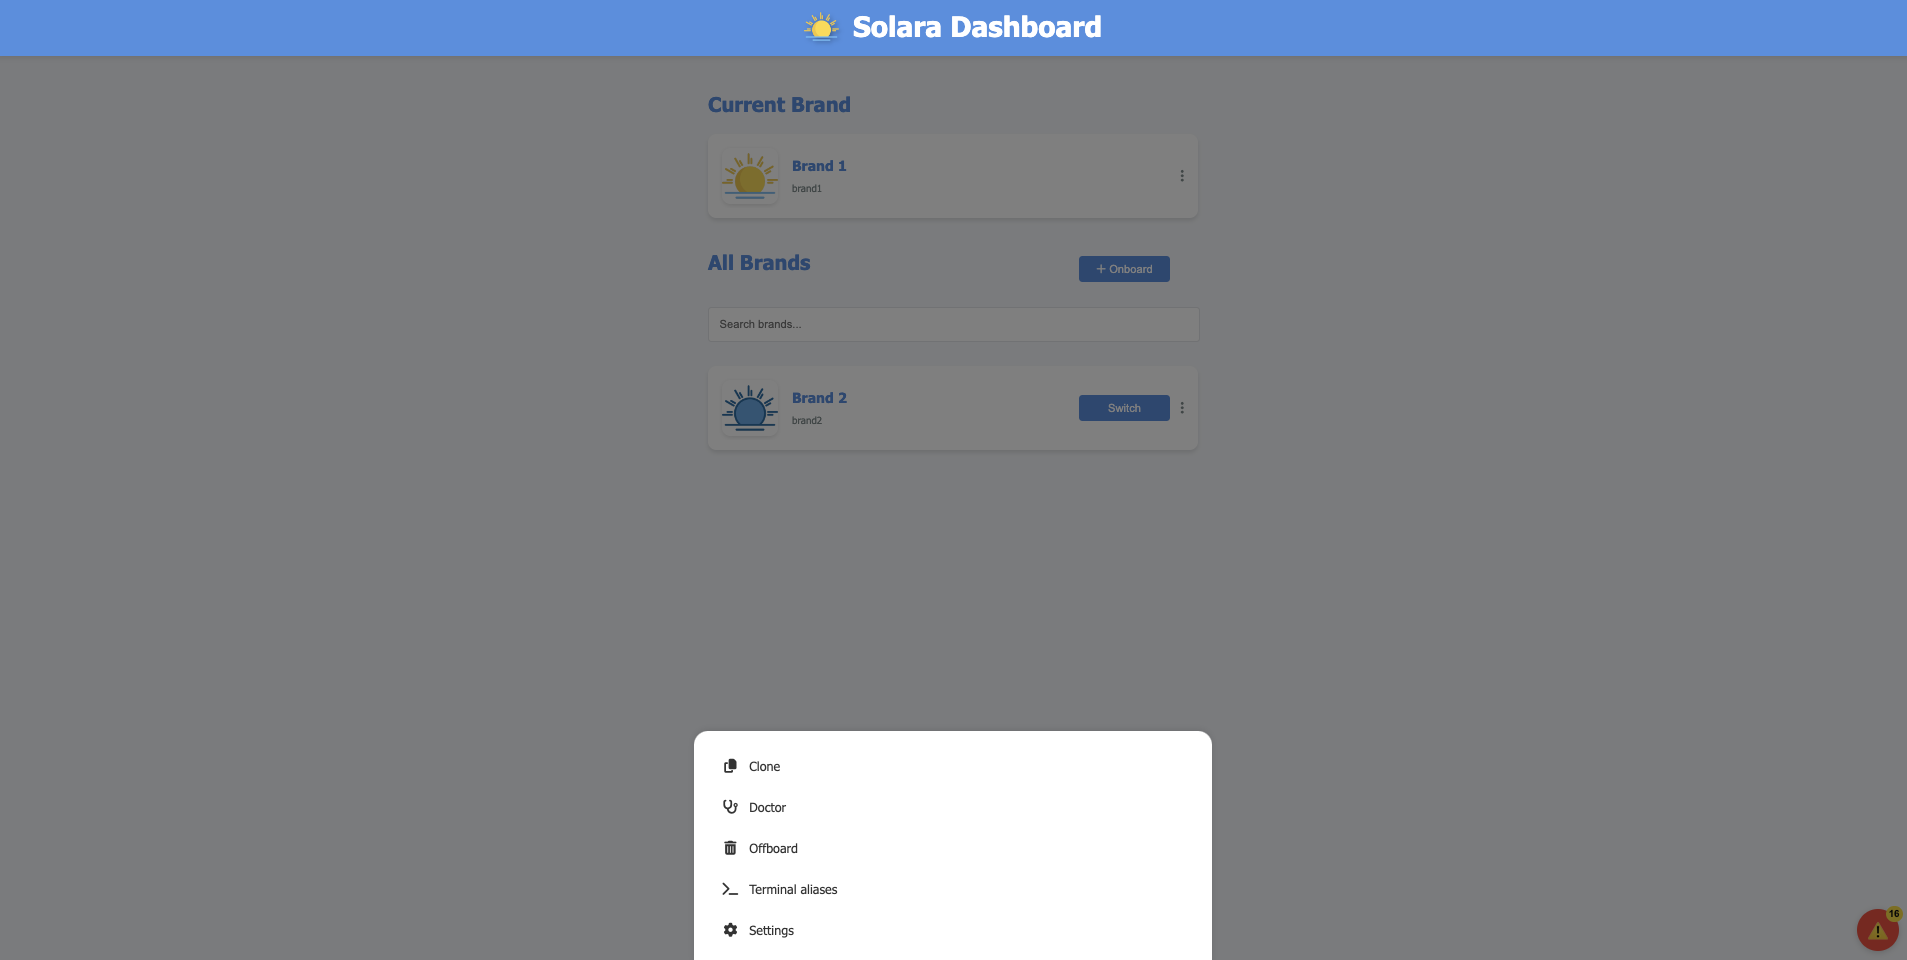 Solara Dashboard
Current Brand
Brand 1
brand1
All Brands
+ Onboard
Search brands...
Brand 2
brand2
Switch
Clone
Doctor
Offboard
Terminal aliases
Settings
16